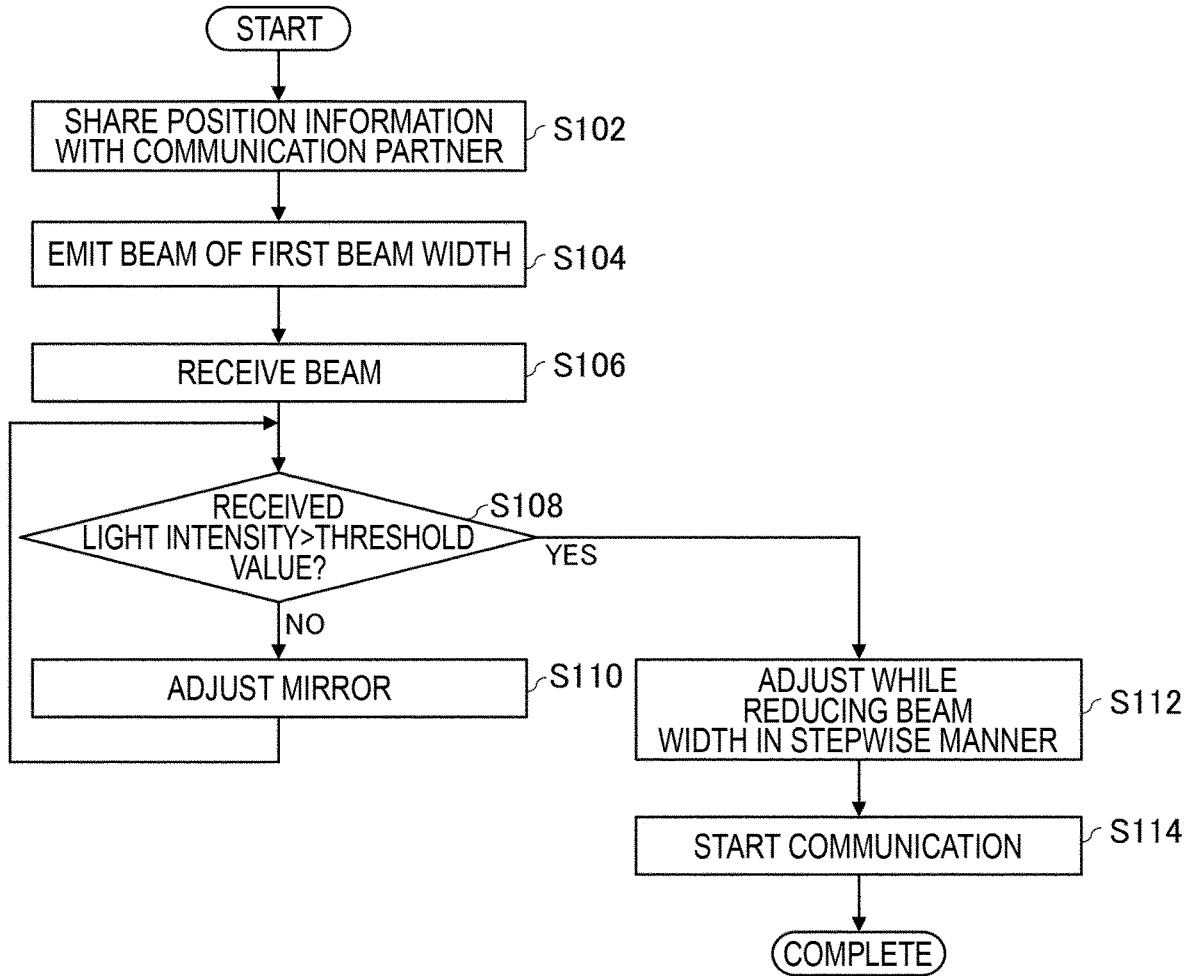 START
SHARE POSITION INFORMATION
WITH COMMUNICATION PARTNER
S102
EMIT BEAM OF FIRST BEAM WIDTH
S104
RECEIVE BEAM
S106
RECEIVED
LIGHT INTENSITY>THRESHOLD
VALUE?
S108
YES
NO
ADJUST MIRROR
S110
ADJUST WHILE
REDUCING BEAM
WIDTH IN STEPWISE MANNER
S112
START COMMUNICATION
S114
COMPLETE